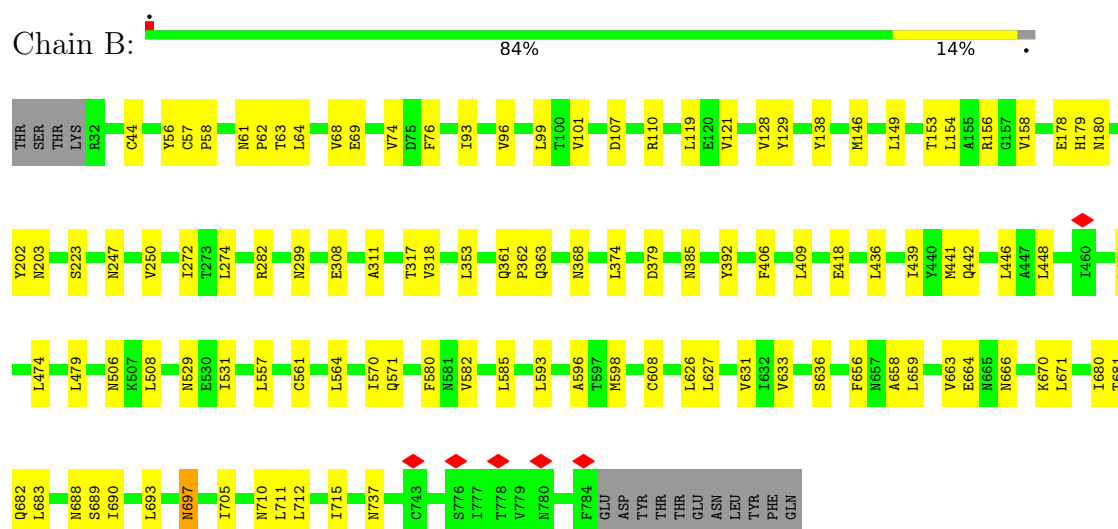 Chain B:
84%
14%
THR SER THR LYS R32 C44 Y56 C57 P58 N61 P62 T63 L64 V68 E69 V74 D75 F76 I93 V96 L99 T100 V101 D107 R110 L119 E120 V121 V128 Y129 Y138 M146 L149 T153 L154 A155 R156 G157 V158 E178 H179 N180
Y202 N203 S223 N247 V250 I272 T273 L274 R282 N299 E308 A311 T317 V318 L353 Q361 P362 Q363 N368 L374 D379 N385 Y392 F406 L409 E418 L436 I439 Y440 M441 Q442 L446 A447 L448 I460
L474 L479 N506 K507 L508 N529 E530 I531 L557 C561 L564 I570 Q571 F580 N581 V582 L585 L593 A596 T597 M598 C608 L626 L627 V631 I632 V633 S636 F656 N657 A658 L659 V663 E664 N665 N666 K670 L671 I680 T681
Q682 L683 N688 S689 I690 L693 N697 I705 N710 L711 L712 I715 N737 C743 S776 I777 T778 V779 N780 F784 GLU ASP TYR THR THR GLU ASN LEU TYR PHE GLN